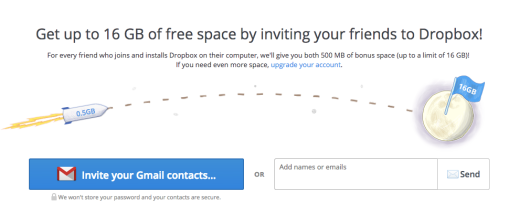 Get up to 16 GB of free space by inviting your friends to Dropbox!
For every friend who joins and installs Dropbox on their computer, we'll give you both 500 MB of bonus space (up to a limit of 16 GB)!
If you need even more space, upgrade your account.
16GB
0.5GB
Invite your Gmail contacts...
OR
Add names or emails
Send
We won't store your password and your contacts are secure.